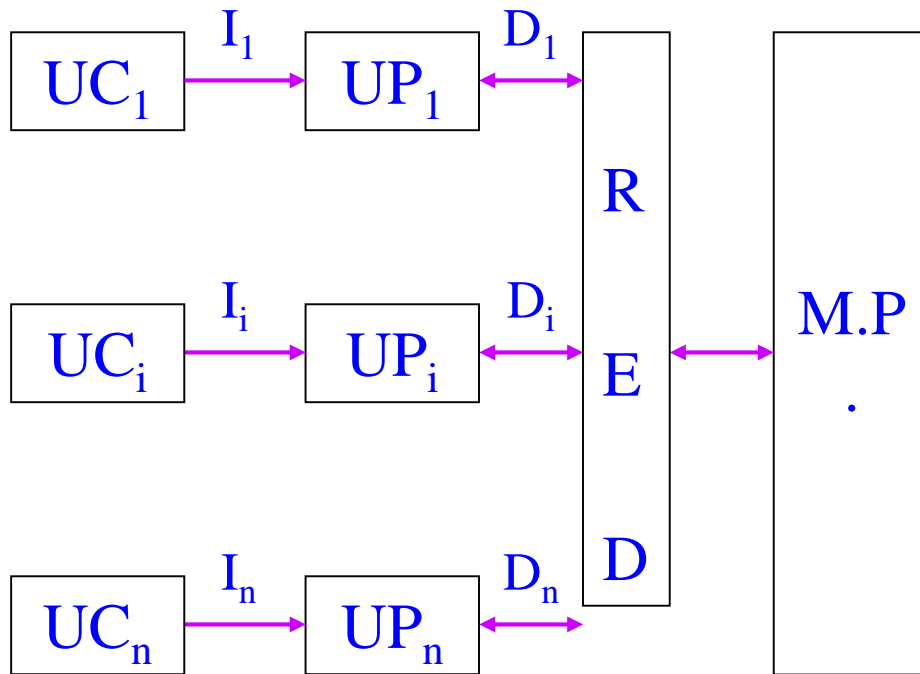 I₁ D₁
UC₁ UP₁
R
Iᵢ Dᵢ
M.P
UCᵢ UPᵢ E
.
Iₙ Dₙ D
UCₙ UPₙ